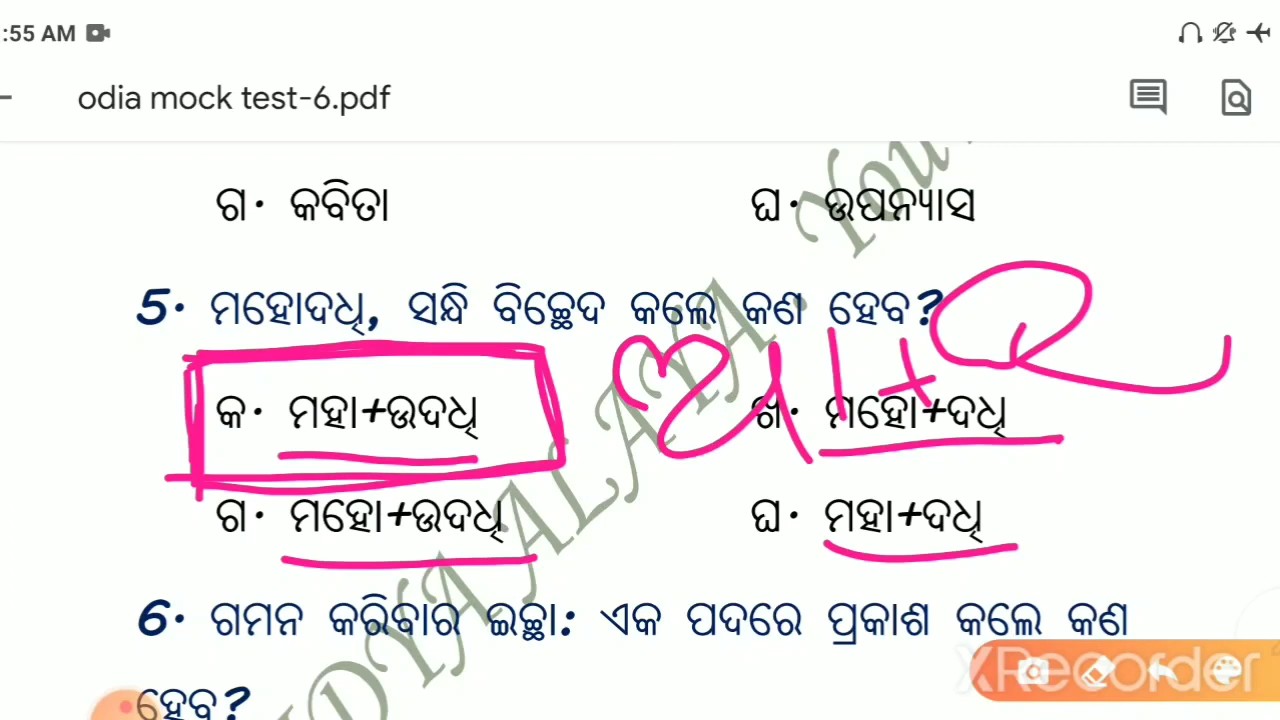 :55 AM
odia mock test-6.pdf
ଗ· କବିତା ଘ· ଉପନ୍ୟାସ
5· ମହୋଦଧି, ସନ୍ଧି ବିଚ୍ଛେଦ କଲେ କଣ ହେବ?
କ· ମହା+ଉଦଧି ଖ· ମହୋ+ଦଧି
ଗ· ମହୋ+ଉଦଧି ଘ· ମହା+ଦଧି
6· ଗମନ କରିବାର ଇଚ୍ଛା: ଏକ ପଦରେ ପ୍ରକାଶ କଲେ କଣ
ହେବ?
XRecorder